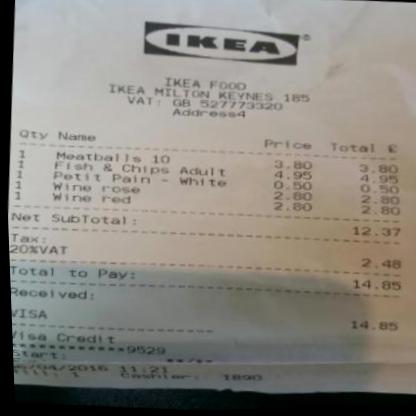 IKEA
IKEA FOOD
IKEA MILTON KEYNES 185
VAT: GB 527773320
Address4
Qty Name Price Total £
1 Meatballs 10 3.80 3.80
1 Fish & Chips Adult 4.95 4.95
1 Petit Pain - White 0.50 0.50
1 Wine rose 2.80 2.80
1 Wine red 2.80 2.80
Net SubTotal: 12.37
Tax:
20%VAT 2.48
Total to Pay: 14.85
Received:
VISA 14.85
Visa Credit
************9529
Start: **/**
/04/2016 11:21
Till: 1 Cashier: 1890